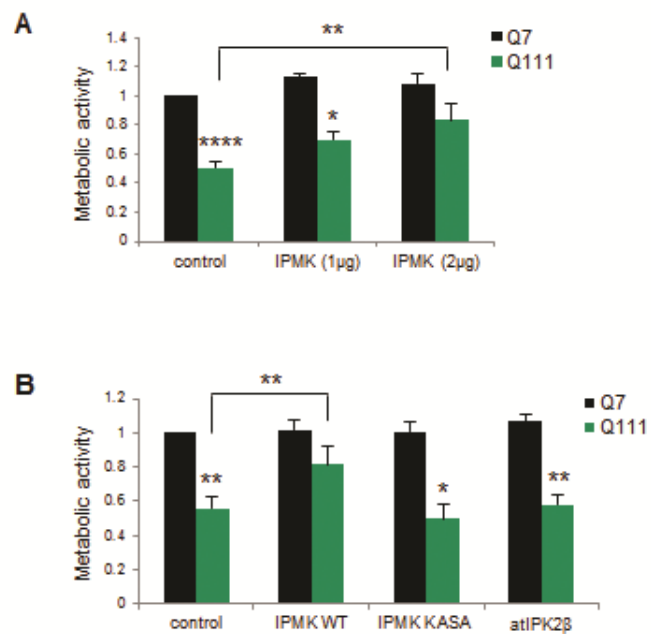 A
Metabolic activity
1.4
1.2
1
0.8
0.6
0.4
0.2
0
**
****
*
Q7
Q111
control
IPMK (1μg)
IPMK (2μg)
B
Metabolic activity
1.2
1
0.8
0.6
0.4
0.2
0
**
**
*
**
Q7
Q111
control
IPMK WT
IPMK KASA
atIPK2β